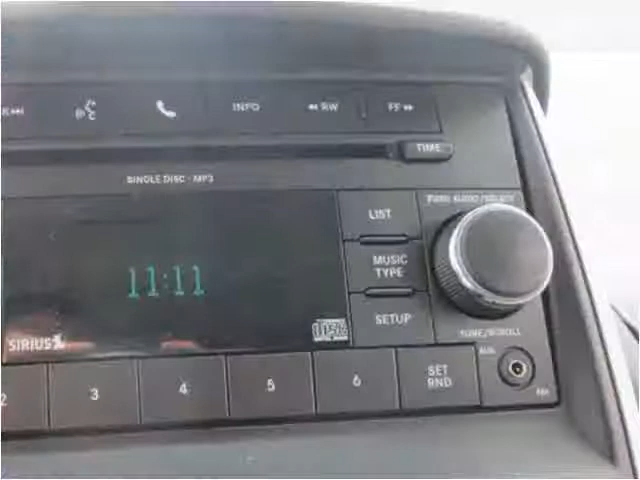 INFO
◄◄ RW
FF ►►
TIME
SINGLE DISC - MP3
LIST
MUSIC
TYPE
SETUP
11:11
SIRIUS
DISC
TUNE/SCROLL
2
3
4
5
6
SET
RND
AUX